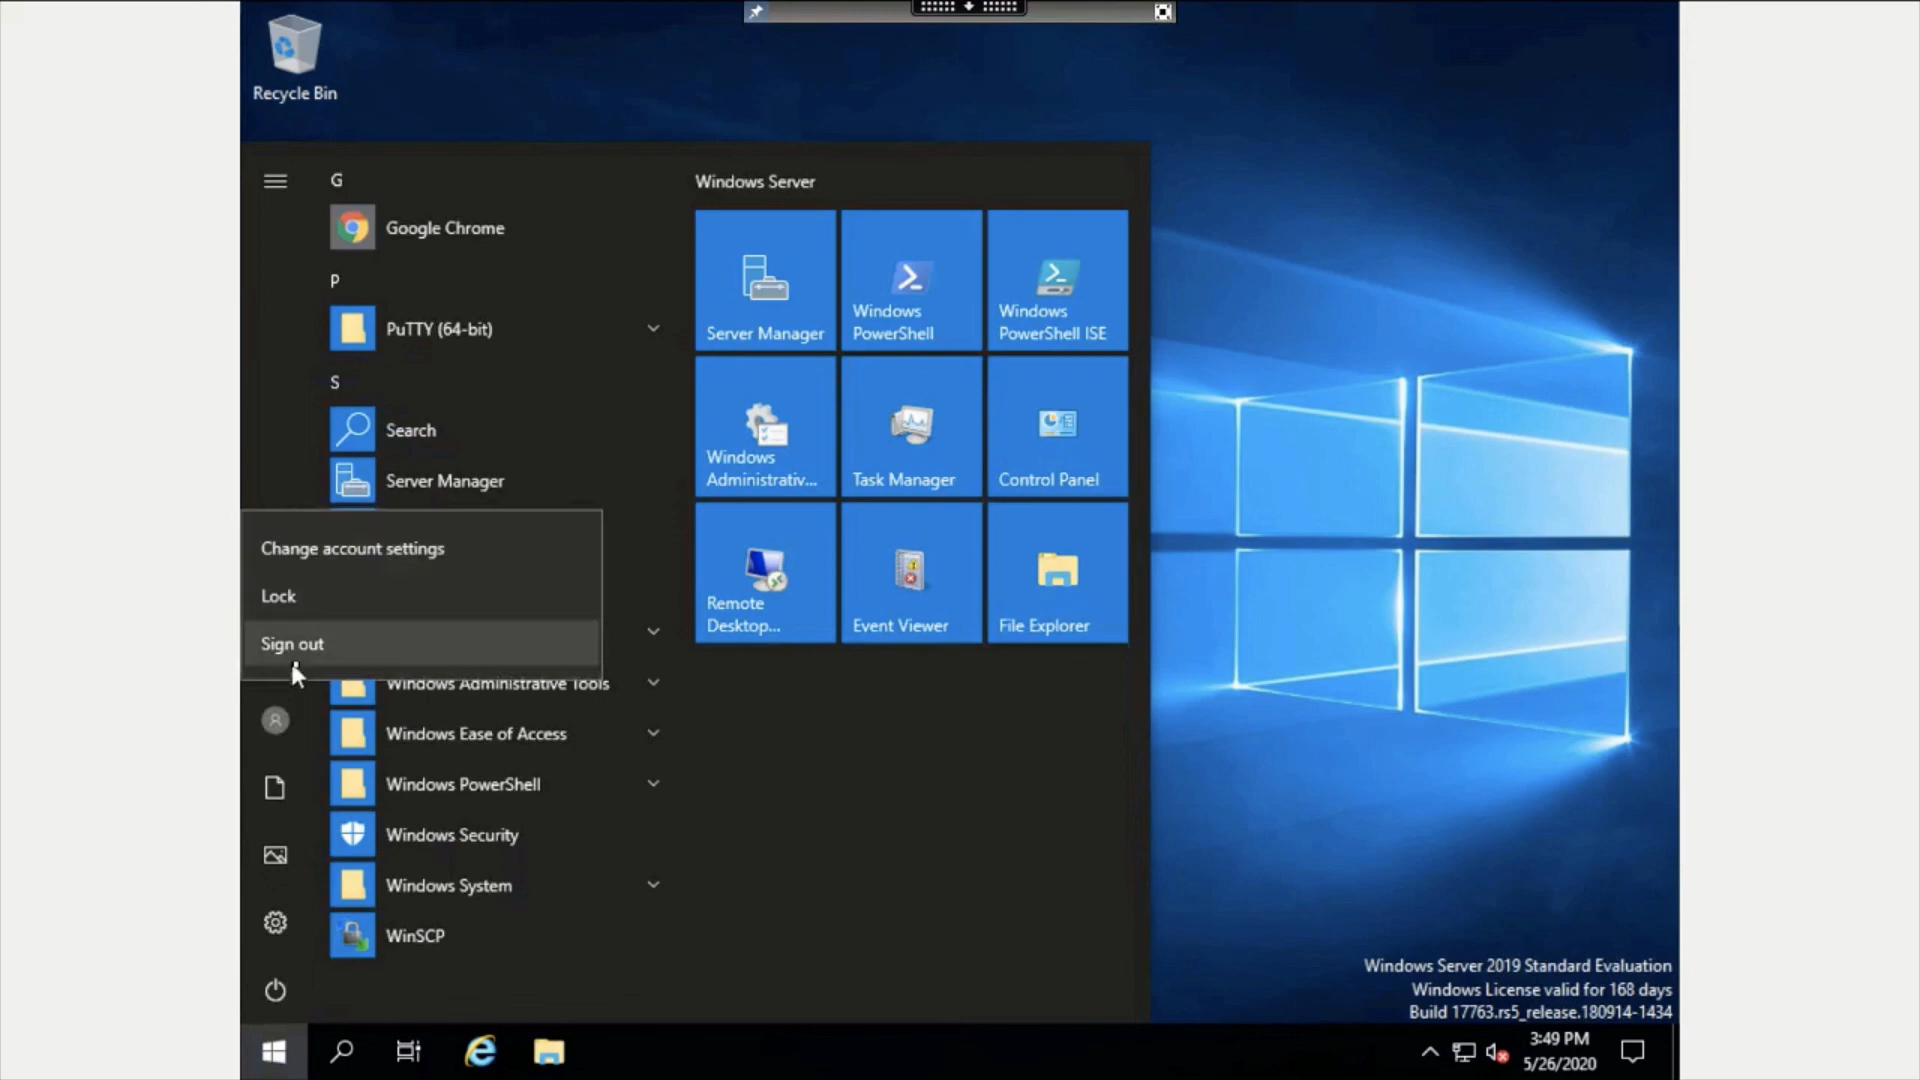 Recycle Bin
G
Google Chrome
P
PuTTY (64-bit)
S
Search
Server Manager
Change account settings
Lock
Sign out
Windows Administrative Tools
Windows Ease of Access
Windows PowerShell
Windows Security
Windows System
WinSCP
Windows Server
Server Manager
Windows
PowerShell
Windows
PowerShell ISE
Windows
Administrativ...
Task Manager
Control Panel
Remote
Desktop...
Event Viewer
File Explorer
Windows Server 2019 Standard Evaluation
Windows License valid for 168 days
Build 17763.rs5_release.180914-1434
3:49 PM
5/26/2020